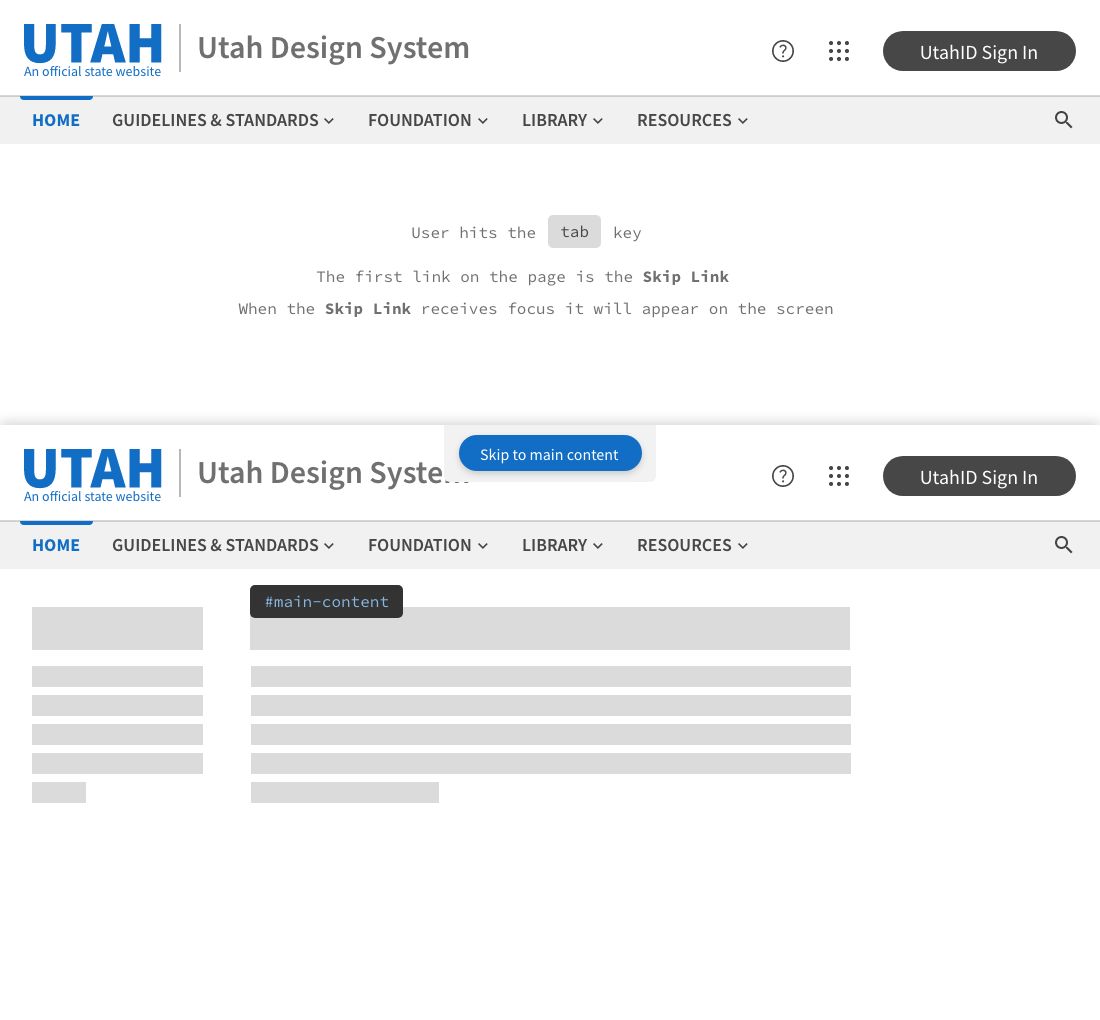 UTAH
An official state website
Utah Design System
UtahID Sign In
HOME
GUIDELINES & STANDARDS
FOUNDATION
LIBRARY
RESOURCES
User hits the tab key
The first link on the page is the Skip Link
When the Skip Link receives focus it will appear on the screen
Skip to main content
UTAH
An official state website
Utah Design System
UtahID Sign In
HOME
GUIDELINES & STANDARDS
FOUNDATION
LIBRARY
RESOURCES
#main-content